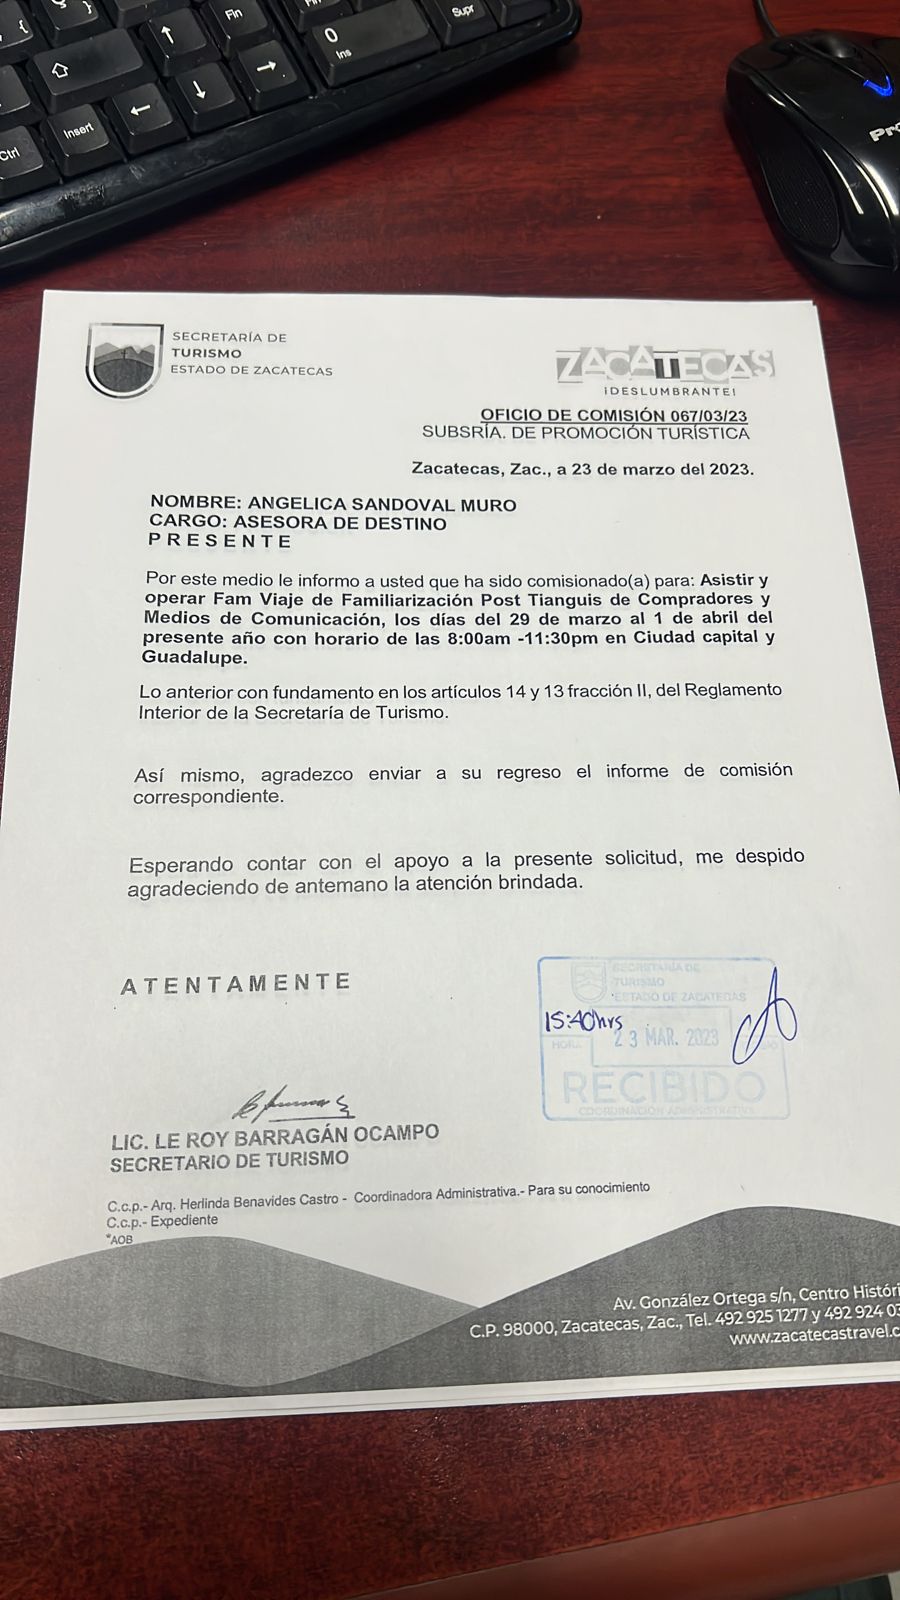 Fin
Supr
0
Ins
Insert
Ctrl
Pro
SECRETARÍA DE
TURISMO
ESTADO DE ZACATECAS
ZACATECAS
¡DESLUMBRANTE!
OFICIO DE COMISIÓN 067/03/23
SUBSRÍA. DE PROMOCIÓN TURÍSTICA
Zacatecas, Zac., a 23 de marzo del 2023.
NOMBRE: ANGELICA SANDOVAL MURO
CARGO: ASESORA DE DESTINO
P R E S E N T E
Por este medio le informo a usted que ha sido comisionado(a) para: Asistir y
operar Fam Viaje de Familiarización Post Tianguis de Compradores y
Medios de Comunicación, los días del 29 de marzo al 1 de abril del
presente año con horario de las 8:00am -11:30pm en Ciudad capital y
Guadalupe.
Lo anterior con fundamento en los artículos 14 y 13 fracción II, del Reglamento
Interior de la Secretaría de Turismo.
Así mismo, agradezco enviar a su regreso el informe de comisión
correspondiente.
Esperando contar con el apoyo a la presente solicitud, me despido
agradeciendo de antemano la atención brindada.
A T E N T A M E N T E
SECRETARÍA DE
TURISMO
ESTADO DE ZACATECAS
15:40hrs
23 MAR. 2023
HORA
RECIBIDO
COORDINACIÓN ADMINISTRATIVA
LIC. LE ROY BARRAGÁN OCAMPO
SECRETARIO DE TURISMO
C.c.p.- Arq. Herlinda Benavides Castro - Coordinadora Administrativa.- Para su conocimiento
C.c.p.- Expediente
*AOB
Av. González Ortega s/n, Centro Históri
C.P. 98000, Zacatecas, Zac., Tel. 492 925 1277 y 492 924 03
www.zacatecastravel.c